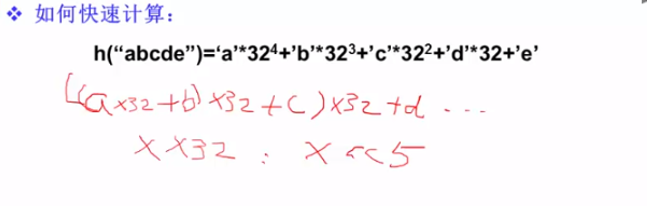 ❖ 如何快速计算：
h(“abcde”)=‘a’*32⁴+’b’*32³+’c’*32²+’d’*32+’e’
((a×32+b)×32+c)×32+d ...
X×32 : X<<5